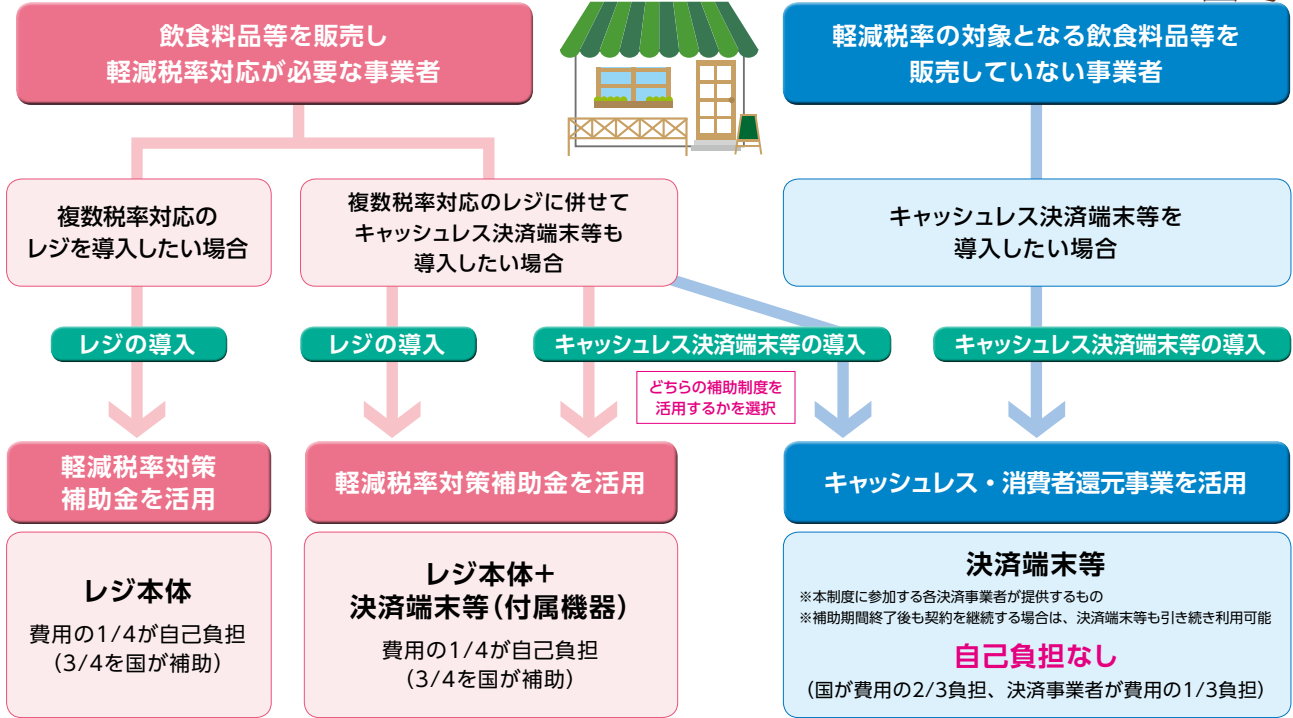 飲食料品等を販売し
軽減税率対応が必要な事業者
軽減税率の対象となる飲食料品等を
販売していない事業者
複数税率対応の
レジを導入したい場合
複数税率対応のレジに併せて
キャッシュレス決済端末等も
導入したい場合
キャッシュレス決済端末等を
導入したい場合
レジの導入
レジの導入
キャッシュレス決済端末等の導入
キャッシュレス決済端末等の導入
どちらの補助制度を
活用するかを選択
軽減税率対策
補助金を活用
軽減税率対策補助金を活用
キャッシュレス・消費者還元事業を活用
レジ本体
費用の1/4が自己負担
(3/4を国が補助)
レジ本体+
決済端末等(付属機器)
費用の1/4が自己負担
(3/4を国が補助)
決済端末等
※本制度に参加する各決済事業者が提供するもの
※補助期間終了後も契約を継続する場合は、決済端末等も引き続き利用可能
自己負担なし
(国が費用の2/3負担、決済事業者が費用の1/3負担)